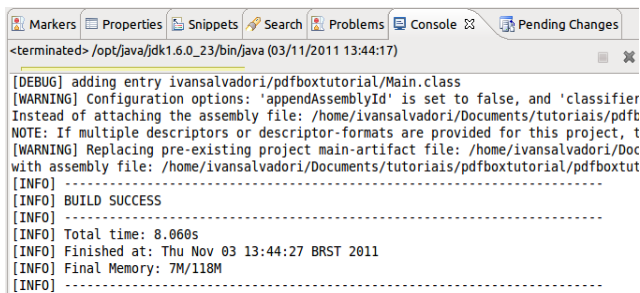 Markers Properties Snippets Search Problems Console Pending Changes
<terminated> /opt/java/jdk1.6.0_23/bin/java (03/11/2011 13:44:17)
[DEBUG] adding entry ivansalvadori/pdfboxtutorial/Main.class
[WARNING] Configuration options: 'appendAssemblyId' is set to false, and 'classifier
Instead of attaching the assembly file: /home/ivansalvadori/Documents/tutoriais/pdfb
NOTE: If multiple descriptors or descriptor-formats are provided for this project, t
[WARNING] Replacing pre-existing project main-artifact file: /home/ivansalvadori/Doc
with assembly file: /home/ivansalvadori/Documents/tutoriais/pdfboxtutorial/pdfboxtut
[INFO] ------------------------------------------------------------------------
[INFO] BUILD SUCCESS
[INFO] ------------------------------------------------------------------------
[INFO] Total time: 8.060s
[INFO] Finished at: Thu Nov 03 13:44:27 BRST 2011
[INFO] Final Memory: 7M/118M
[INFO] ------------------------------------------------------------------------